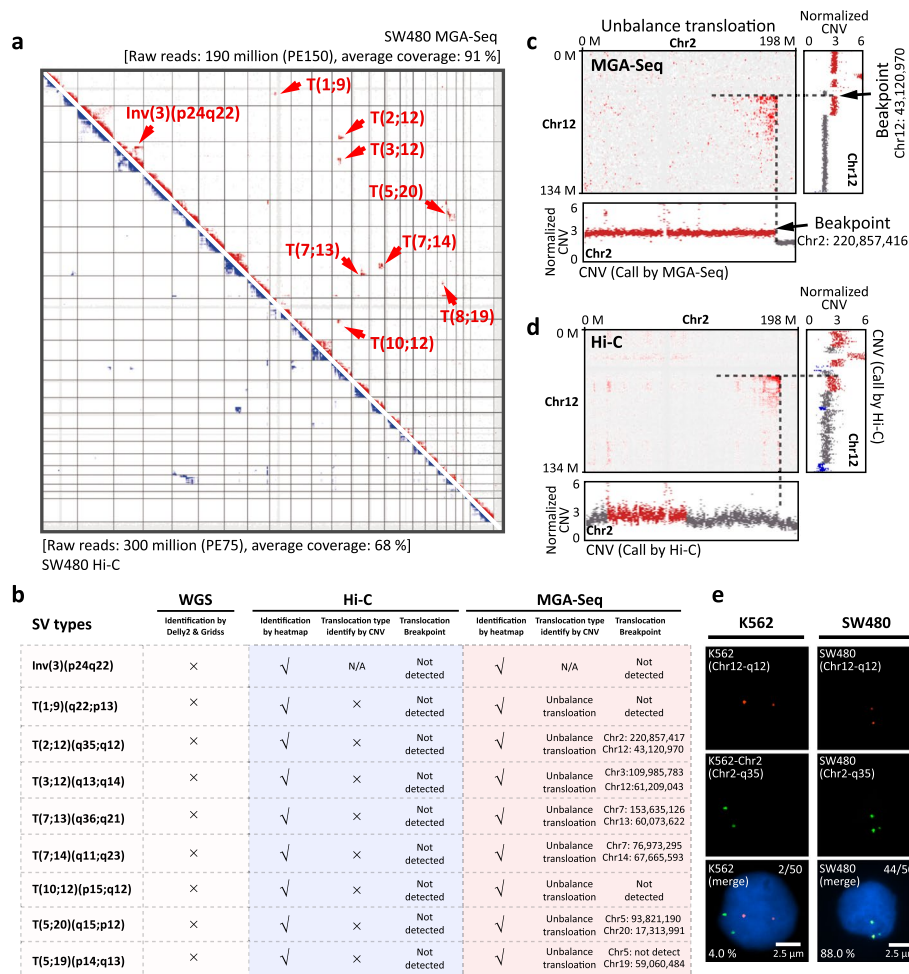 a
SW480 MGA-Seq
[Raw reads: 190 million (PE150), average coverage: 91 %]
T(1;9)
Inv(3)(p24q22)
T(2;12)
T(3;12)
T(5;20)
T(7;14)
T(7;13)
T(8;19)
T(10;12)
[Raw reads: 300 million (PE75), average coverage: 68 %]
SW480 Hi-C
c
Unbalance transloation
0 M
Chr2
198 M
MGA-Seq
Chr12
134 M
Normalized
CNV
0 3 6
Chr12
Beakpoint
Chr12: 43,120,970
6
3
0
Normalized
CNV
Chr2
Beakpoint
Chr2: 220,857,416
CNV (Call by MGA-Seq)
d
0 M
Chr2
198 M
Hi-C
Chr12
134 M
Normalized
CNV
0 3 6
Chr12
CNV (Call by Hi-C)
6
3
0
Normalized
CNV
Chr2
CNV (Call by Hi-C)
b
WGS Hi-C MGA-Seq
SV types
Identification by
Delly2 & Gridss
Identification
by heatmap
Translocation type
identify by CNV
Translocation
Breakpoint
Identification
by heatmap
Translocation type
identify by CNV
Translocation
Breakpoint
Inv(3)(p24q22) × √ N/A Not
detected √ N/A Not
detected
T(1;9)(q22;p13) × √ × Not
detected √ Unbalance
transloation Not
detected
T(2;12)(q35;q12) × √ × Not
detected √ Unbalance
transloation Chr2: 220,857,417
Chr12: 43,120,970
T(3;12)(q13;q14) × √ × Not
detected √ Unbalance
transloation Chr3:109,985,783
Chr12:61,209,043
T(7;13)(q36;q21) × √ × Not
detected √ Unbalance
transloation Chr7: 153,635,126
Chr13: 60,073,622
T(7;14)(q11;q23) × √ × Not
detected √ Unbalance
transloation Chr7: 76,973,295
Chr14: 67,665,593
T(10;12)(p15;q12) × √ × Not
detected √ Unbalance
transloation Not
detected
T(5;20)(q15;p12) × √ × Not
detected √ Unbalance
transloation Chr5: 93,821,190
Chr20: 17,313,991
T(5;19)(p14;q13) × √ × Not
detected √ Unbalance
transloation Chr5: not detect
Chr19: 59,060,484
e
K562 SW480
K562
(Chr12-q12)
SW480
(Chr12-q12)
K562-Chr2
(Chr2-q35)
SW480
(Chr2-q35)
K562
(merge)
2/50
4.0 %
2.5 μm
SW480
(merge)
44/50
88.0 %
2.5 μm